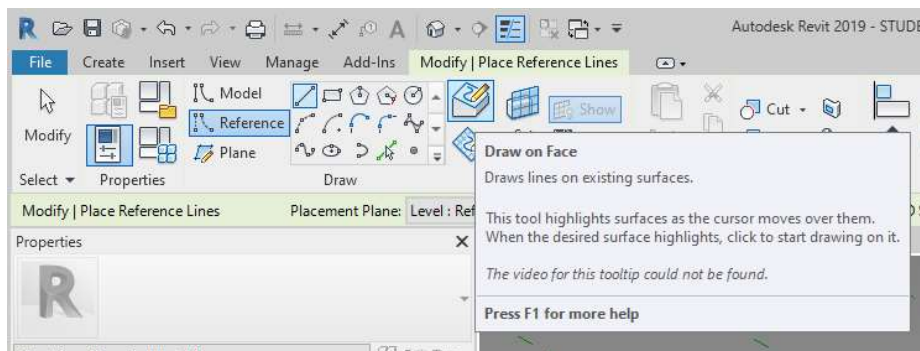 Autodesk Revit 2019 - STUDE
File Create Insert View Manage Add-Ins Modify | Place Reference Lines
Model
Reference
Plane
Modify
Show
Cut
Select Properties Draw
Modify | Place Reference Lines Placement Plane: Level : Ref
Properties
R
Draw on Face
Draws lines on existing surfaces.
This tool highlights surfaces as the cursor moves over them.
When the desired surface highlights, click to start drawing on it.
The video for this tooltip could not be found.
Press F1 for more help